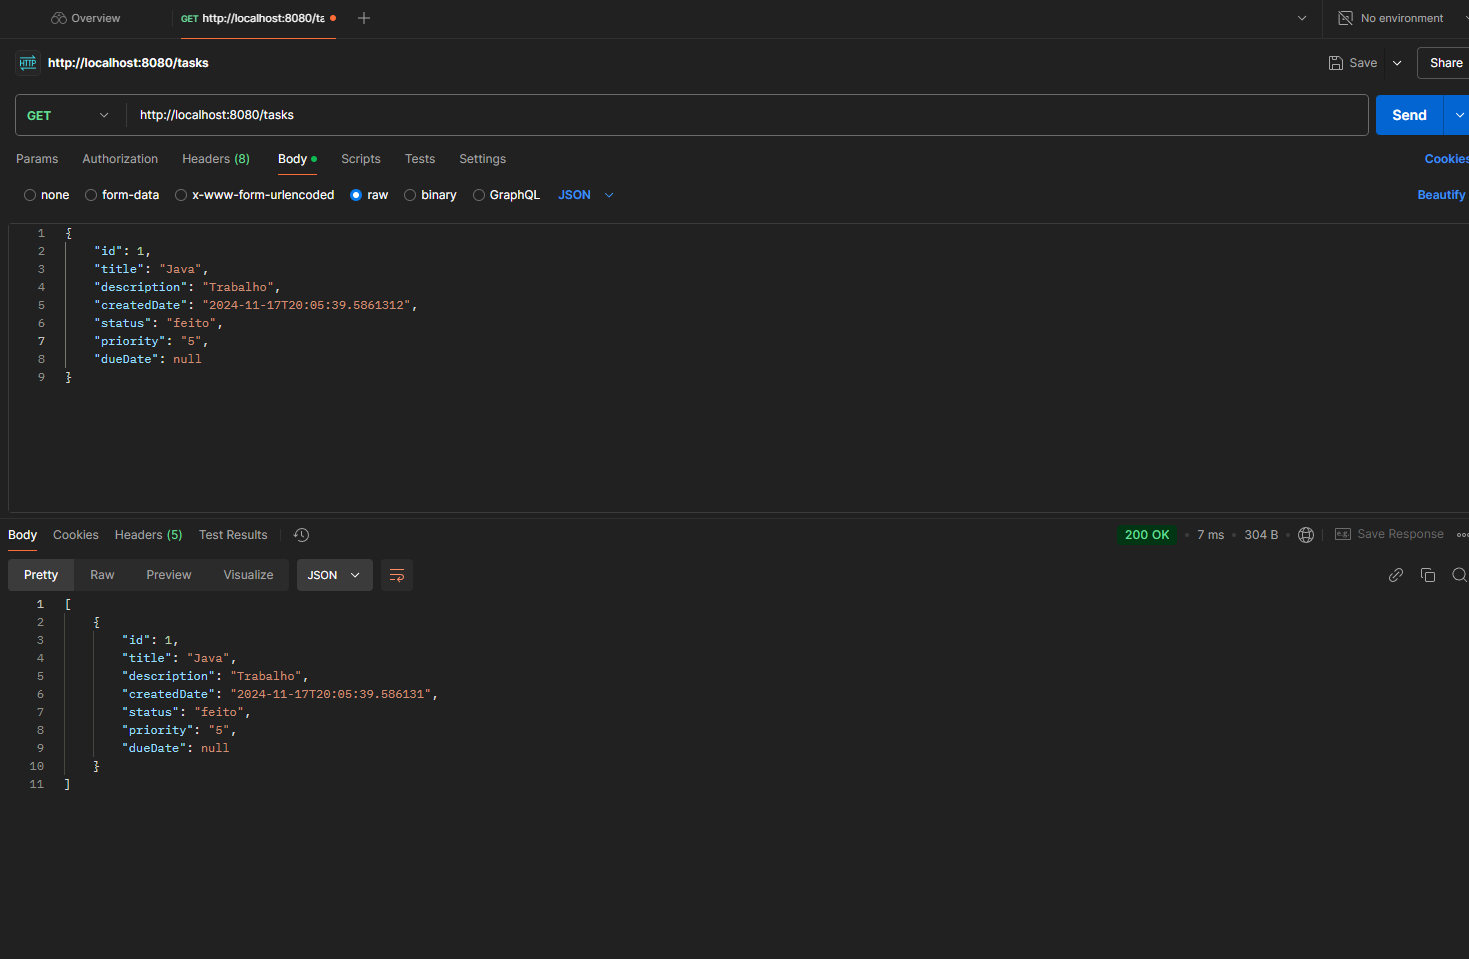 Overview GET http://localhost:8080/ta
No environment
HTTP http://localhost:8080/tasks Save Share
GET http://localhost:8080/tasks Send
Params Authorization Headers (8) Body Scripts Tests Settings Cookies
none form-data x-www-form-urlencoded raw binary GraphQL JSON Beautify
1 {
2 "id": 1,
3 "title": "Java",
4 "description": "Trabalho",
5 "createdDate": "2024-11-17T20:05:39.5861312",
6 "status": "feito",
7 "priority": "5",
8 "dueDate": null
9 }
Body Cookies Headers (5) Test Results 200 OK 7 ms 304 B e.g. Save Response
Pretty Raw Preview Visualize JSON
1 [
2 {
3 "id": 1,
4 "title": "Java",
5 "description": "Trabalho",
6 "createdDate": "2024-11-17T20:05:39.586131",
7 "status": "feito",
8 "priority": "5",
9 "dueDate": null
10 }
11 ]